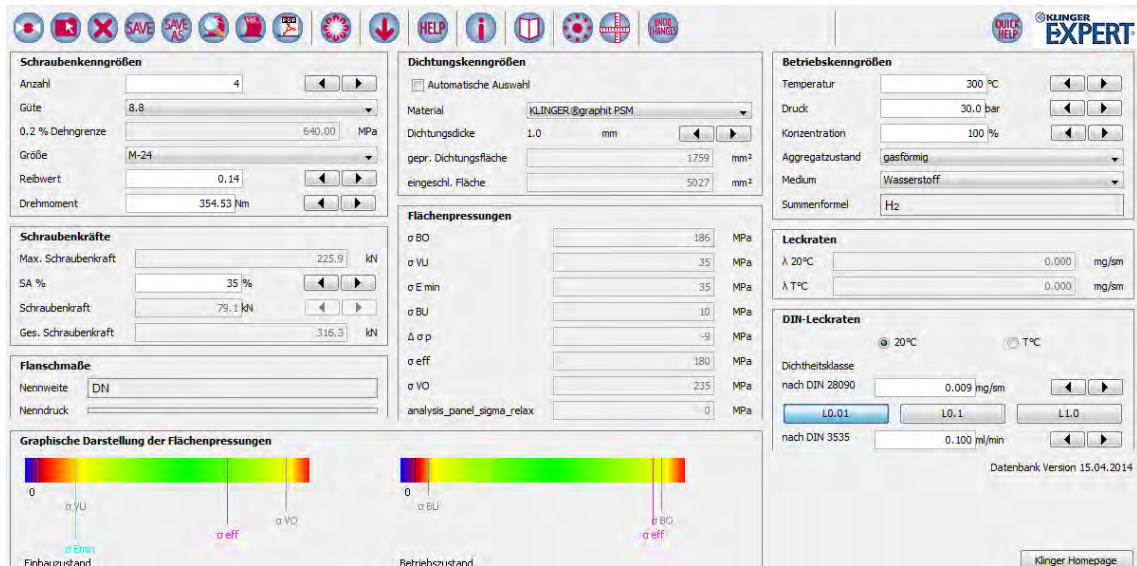 SAVE
SAVE AS
PDF
HELP
i
UNDO CHANGES
QUICK HELP
KLINGER
EXPERT
Schraubenkenngrößen
Anzahl 4
Güte 8.8
0.2 % Dehngrenze 640.00 MPa
Größe M-24
Reibwert 0.14
Drehmoment 354.53 Nm
Schraubenkräfte
Max. Schraubenkraft 225.9 kN
SA % 35 %
Schraubenkraft 79.1 kN
Ges. Schraubenkraft 316.3 kN
Flanschmaße
Nennweite DN
Nenndruck
Dichtungskenngrößen
Automatische Auswahl
Material KLINGER®graphit PSM
Dichtungsdicke 1.0 mm
gepr. Dichtungsfläche 1759 mm²
eingeschl. Fläche 5027 mm²
Flächenpressungen
σ BO 186 MPa
σ VU 35 MPa
σ E min 35 MPa
σ BU 10 MPa
Δ σ p -9 MPa
σ eff 180 MPa
σ VO 235 MPa
analysis_panel_sigma_relax 0 MPa
Betriebskenngrößen
Temperatur 300 °C
Druck 30.0 bar
Konzentration 100 %
Aggregatzustand gasförmig
Medium Wasserstoff
Summenformel H2
Leckraten
λ 20°C 0.000 mg/sm
λ T°C 0.000 mg/sm
DIN-Leckraten
20°C T°C
Dichtheitsklasse
nach DIN 28090 0.009 mg/sm
L0.01 L0.1 L1.0
nach DIN 3535 0.100 ml/min
Datenbank Version 15.04.2014
Graphische Darstellung der Flächenpressungen
0
σ VU
σ VO
σ eff
σ Emin
Einbauzustand
0
σ BU
σ BO
σ eff
Betriebszustand
Klinger Homepage